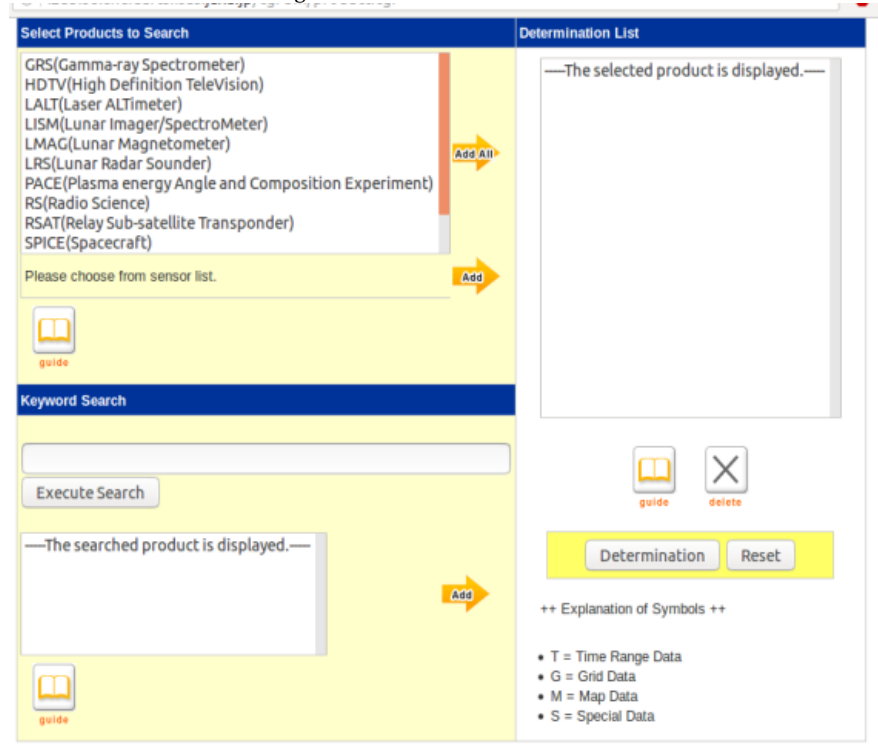 Select Products to Search
GRS(Gamma-ray Spectrometer)
HDTV(High Definition TeleVision)
LALT(Laser ALTimeter)
LISM(Lunar Imager/SpectroMeter)
LMAG(Lunar Magnetometer)
LRS(Lunar Radar Sounder)
PACE(Plasma energy Angle and Composition Experiment)
RS(Radio Science)
RSAT(Relay Sub-satellite Transponder)
SPICE(Spacecraft)
Add All
Please choose from sensor list.
Add
guide
Keyword Search
Execute Search
-----The searched product is displayed.-----
Add
guide
Determination List
-----The selected product is displayed.-----
guide
delete
Determination
Reset
++ Explanation of Symbols ++
• T = Time Range Data
• G = Grid Data
• M = Map Data
• S = Special Data